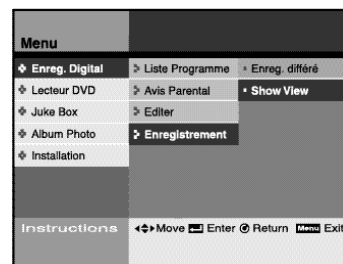 Menu
Enreg. Digital
Lecteur DVD
Juke Box
Album Photo
Installation
Liste Programme
Avis Parental
Editer
Enregistrement
Enreg. différé
Show View
Instructions Move Enter Return Menu Exit